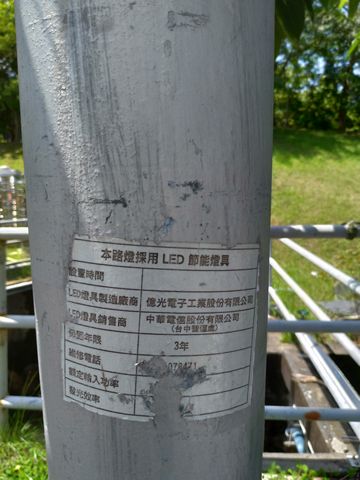 本路燈採用 LED 節能燈具
設置時間
LED燈具製造廠商 億光電子工業股份有限公司
LED燈具銷售商 中華電信股份有限公司
(台中營運處)
保固年限 3年
維修電話 078471
額定輸入功率
發光效率